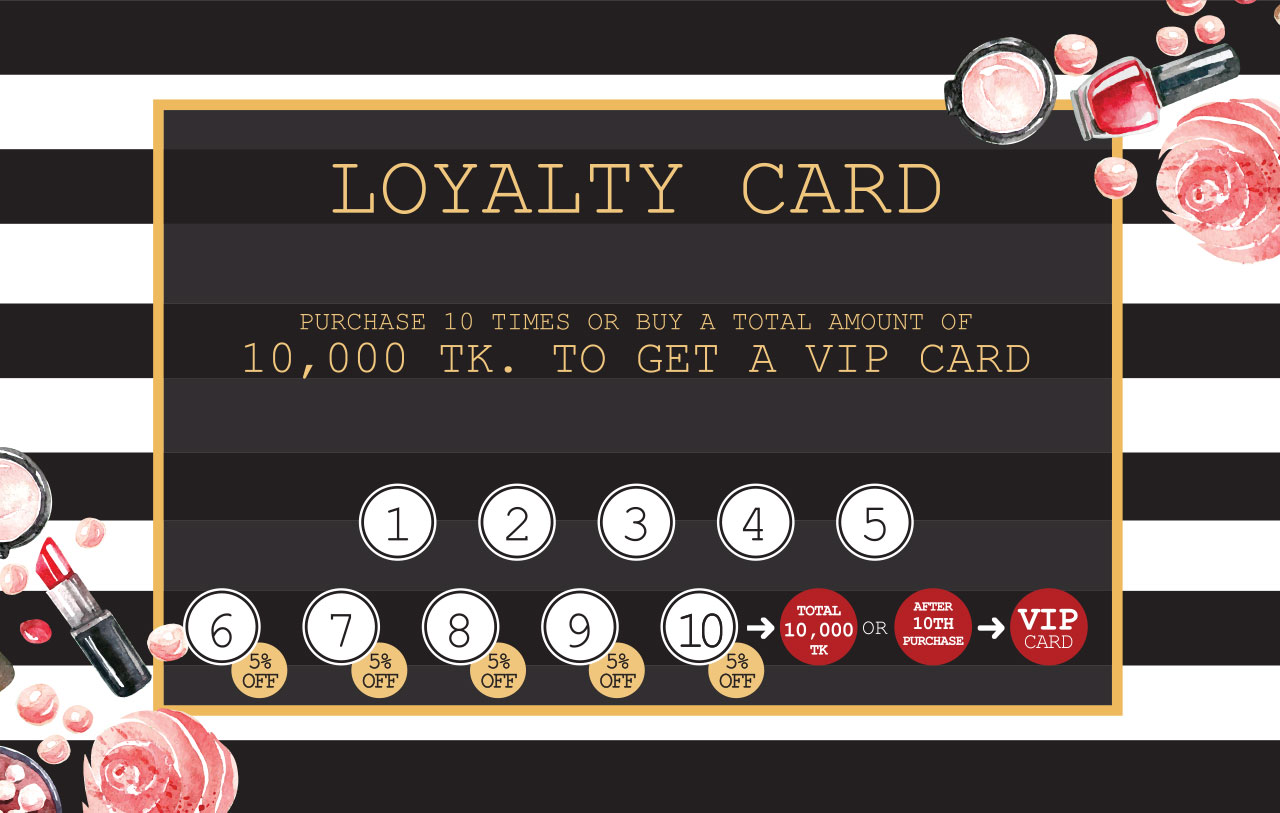 LOYALTY CARD
PURCHASE 10 TIMES OR BUY A TOTAL AMOUNT OF
10,000 TK. TO GET A VIP CARD
1 2 3 4 5
6 7 8 9 10
5%
OFF
5%
OFF
5%
OFF
5%
OFF
5%
OFF
TOTAL
10,000
TK
OR
AFTER
10TH
PURCHASE
VIP
CARD